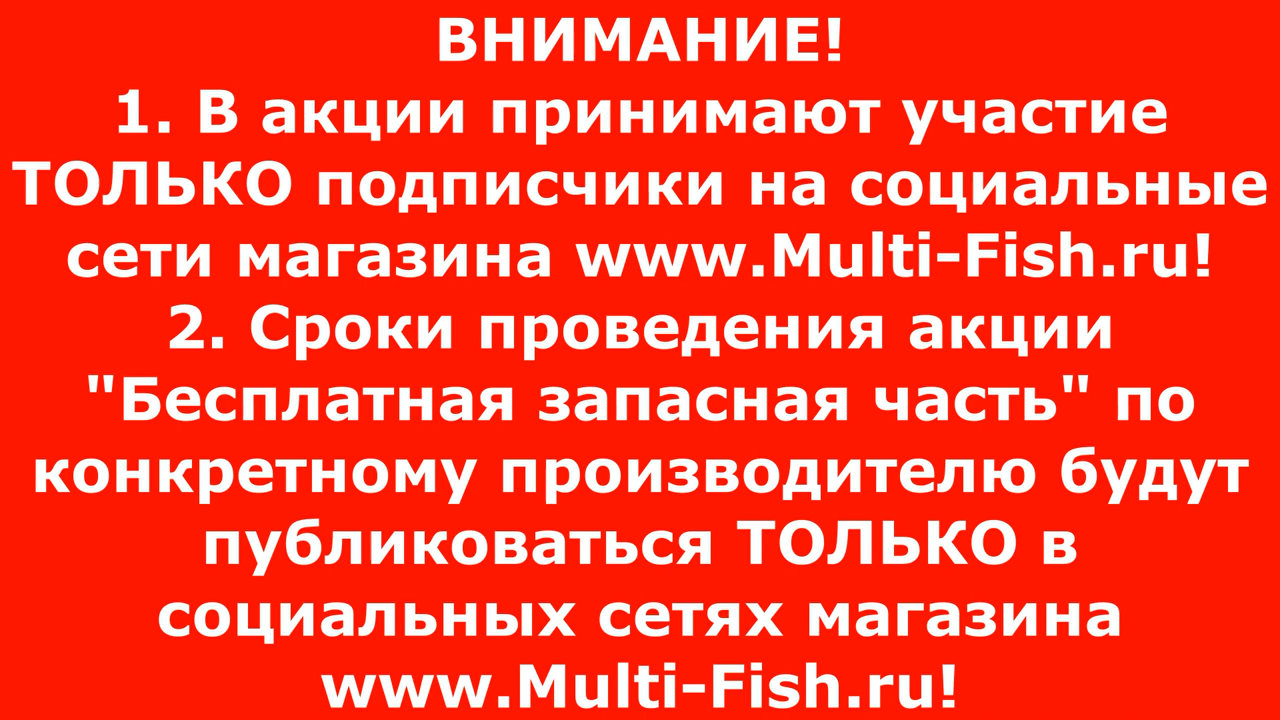 ВНИМАНИЕ!
1. В акции принимают участие
ТОЛЬКО подписчики на социальные
сети магазина www.Multi-Fish.ru!
2. Сроки проведения акции
"Бесплатная запасная часть" по
конкретному производителю будут
публиковаться ТОЛЬКО в
социальных сетях магазина
www.Multi-Fish.ru!